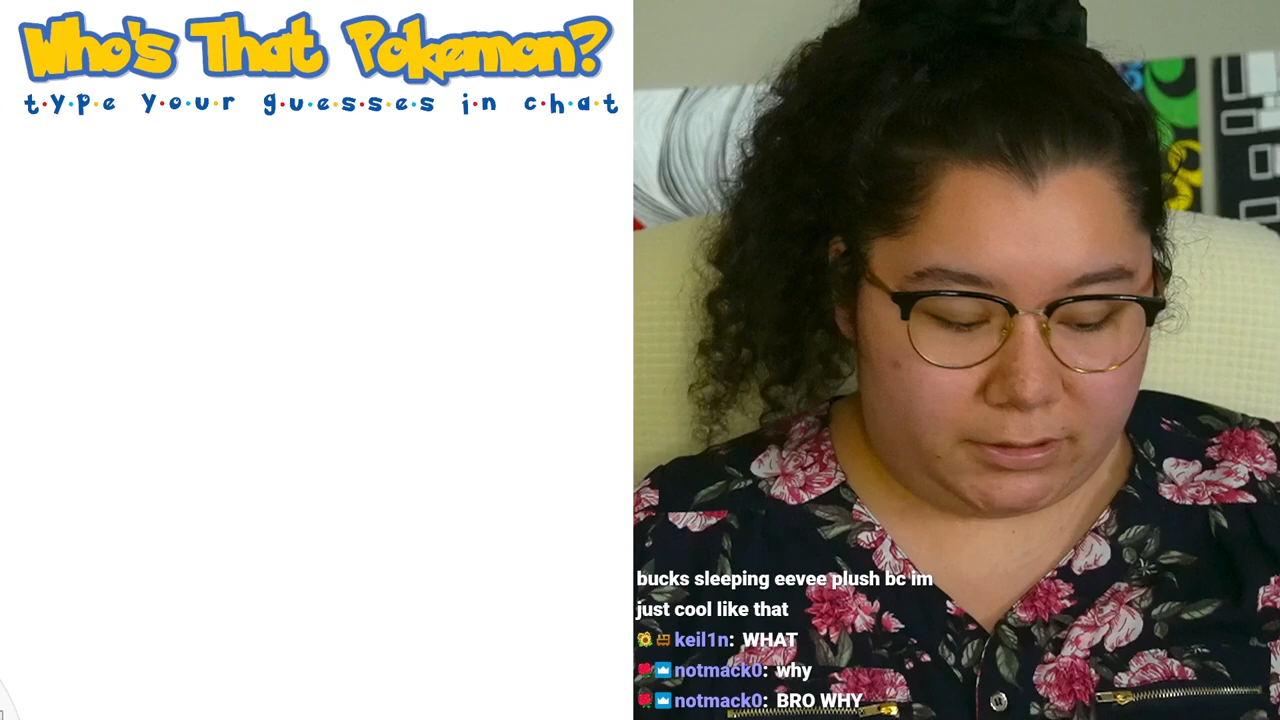 Who's That Pokemon?
type your guesses in chat
bucks sleeping eevee plush bc im
just cool like that
keil1n: WHAT
notmack0: why
notmack0: BRO WHY